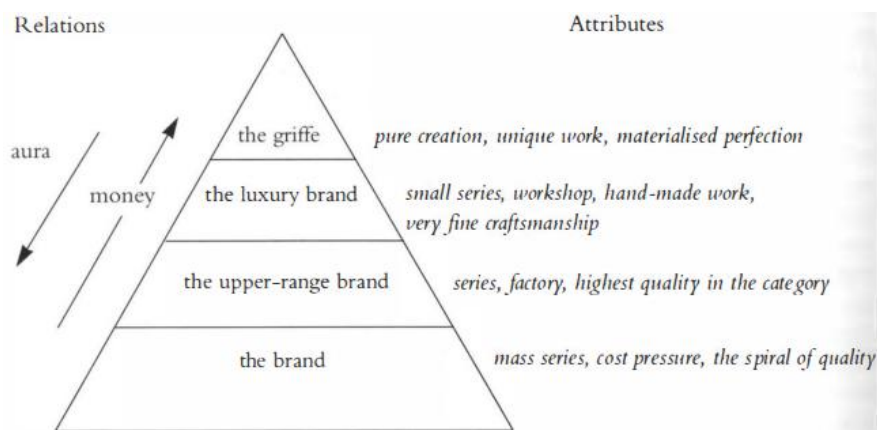 Relations
Attributes
the griffe
pure creation, unique work, materialised perfection
aura
money
the luxury brand
small series, workshop, hand-made work,
very fine craftsmanship
the upper-range brand
series, factory, highest quality in the category
the brand
mass series, cost pressure, the spiral of quality